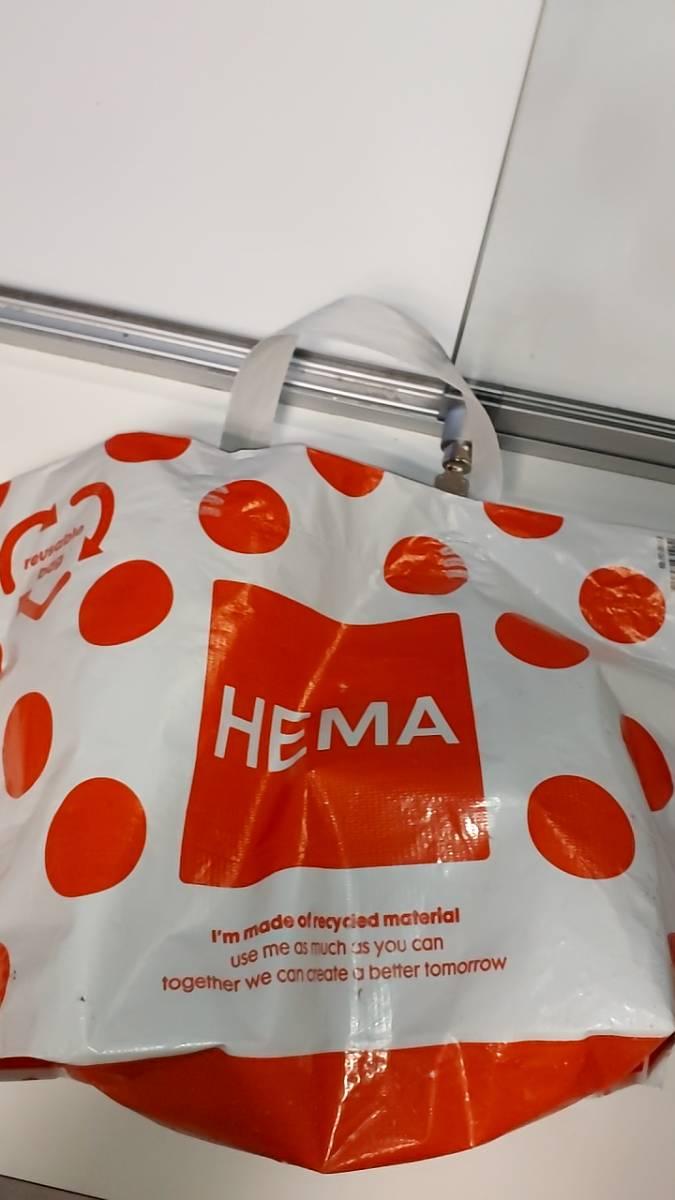 reusable
bag
HEMA
I'm made of recycled material
use me as much as you can
together we can create a better tomorrow